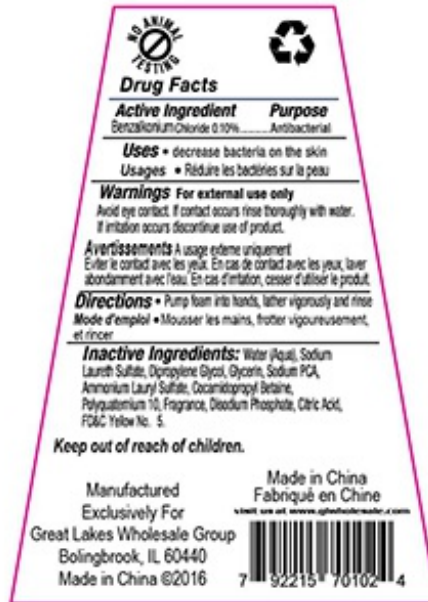 NO ANIMAL
TESTING
Drug Facts
Active Ingredient Purpose
Benzalkonium Chloride 0.10%..........Antibacterial
Uses • decrease bacteria on the skin
Usages • Réduire les bactéries sur la peau
Warnings For external use only
Avoid eye contact. If contact occurs rinse thoroughly with water.
If irritation occurs discontinue use of product.
Avertissements A usage externe uniquement
Eviter le contact avec les yeux. En cas de contact avec les yeux, laver
abondamment avec l'eau. En cas d'irritation, cesser d'utiliser le produit.
Directions • Pump foam into hands, lather vigorously and rinse
Mode d'emploi • Mousser les mains, frotter vigoureusement,
et rincer
Inactive Ingredients: Water (Aqua), Sodium
Laureth Sulfate, Dipropylene Glycol, Glycerin, Sodium PCA,
Ammonium Lauryl Sulfate, Cocamidopropyl Betaine,
Polyquaternium 10, Fragrance, Disodium Phosphate, Citric Acid,
FD&C Yellow No. 5.
Keep out of reach of children.
Manufactured
Exclusively For
Great Lakes Wholesale Group
Bolingbrook, IL 60440
Made in China ©2016
Made in China
Fabriqué en Chine
visit us at www.glwholesale.com
7 92215 70102 4